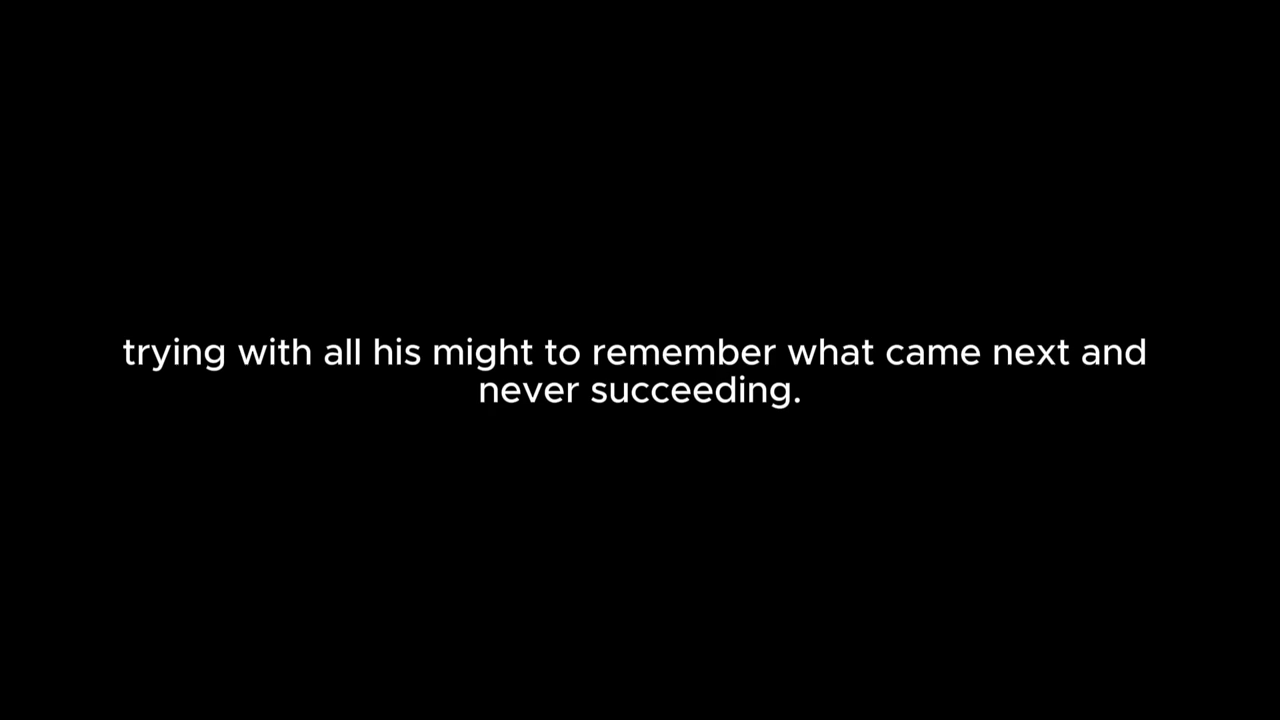 trying with all his might to remember what came next and
never succeeding.